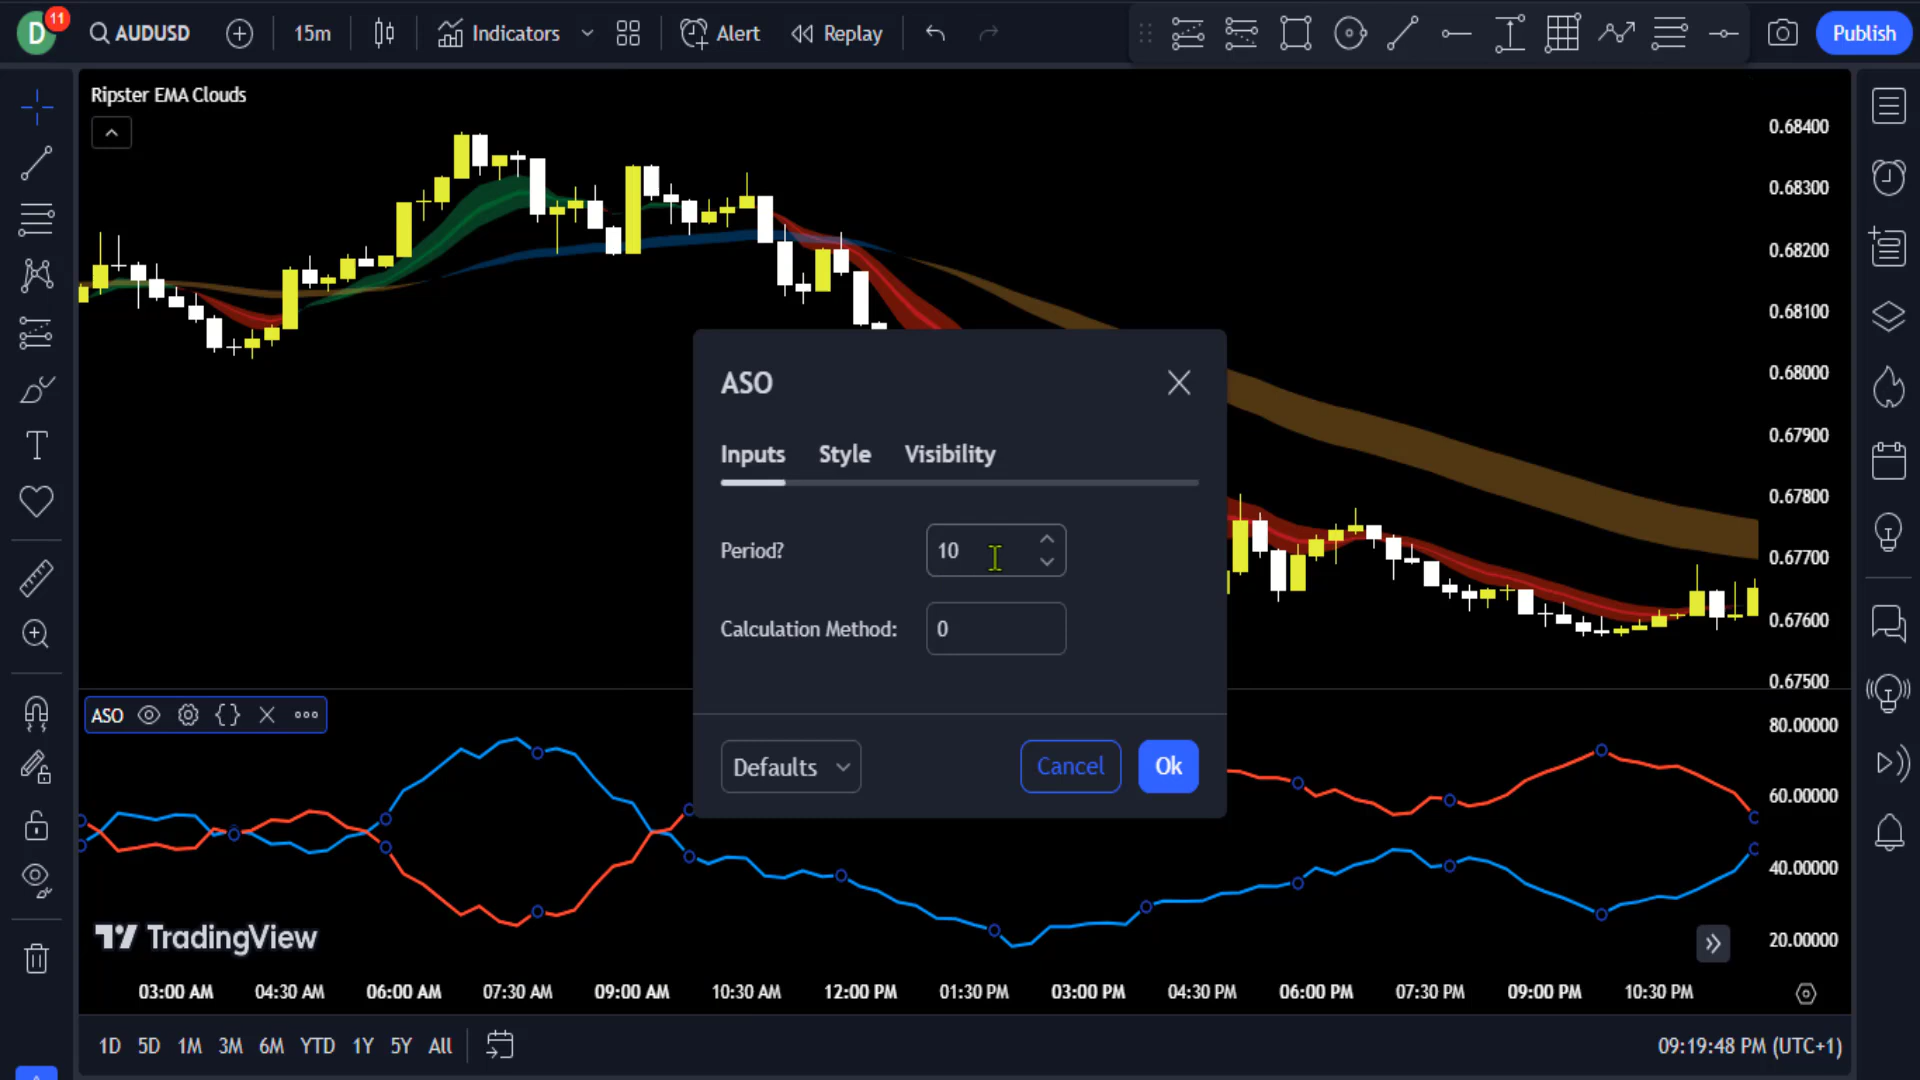 D
11
AUDUSD
15m
Indicators
Alert
Replay
Publish
Ripster EMA Clouds
0.68400
0.68300
0.68200
0.68100
0.68000
0.67900
0.67800
0.67700
0.67600
0.67500
ASO
Inputs Style Visibility
Period? 10
Calculation Method: 0
Defaults Cancel Ok
ASO
80.00000
60.00000
40.00000
20.00000
TradingView
03:00 AM 04:30 AM 06:00 AM 07:30 AM 09:00 AM 10:30 AM 12:00 PM 01:30 PM 03:00 PM 04:30 PM 06:00 PM 07:30 PM 09:00 PM 10:30 PM
1D 5D 1M 3M 6M YTD 1Y 5Y All
09:19:48 PM (UTC+1)